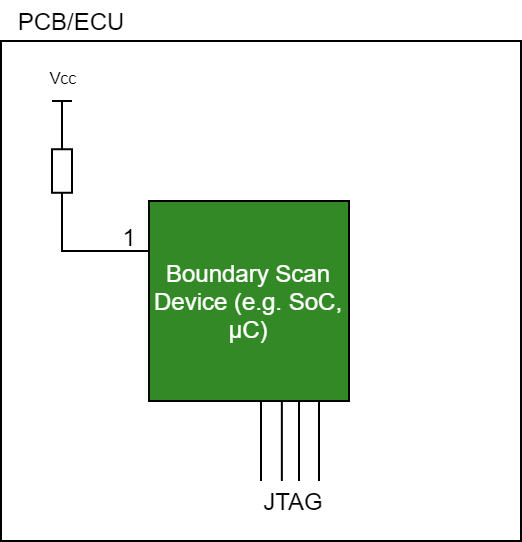 PCB/ECU
Vcc
1
Boundary Scan
Device (e.g. SoC,
µC)
JTAG